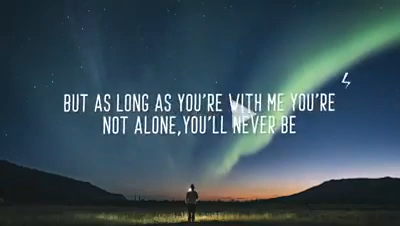 BUT AS LONG AS YOU'RE WITH ME YOU'RE
NOT ALONE,YOU'LL NEVER BE